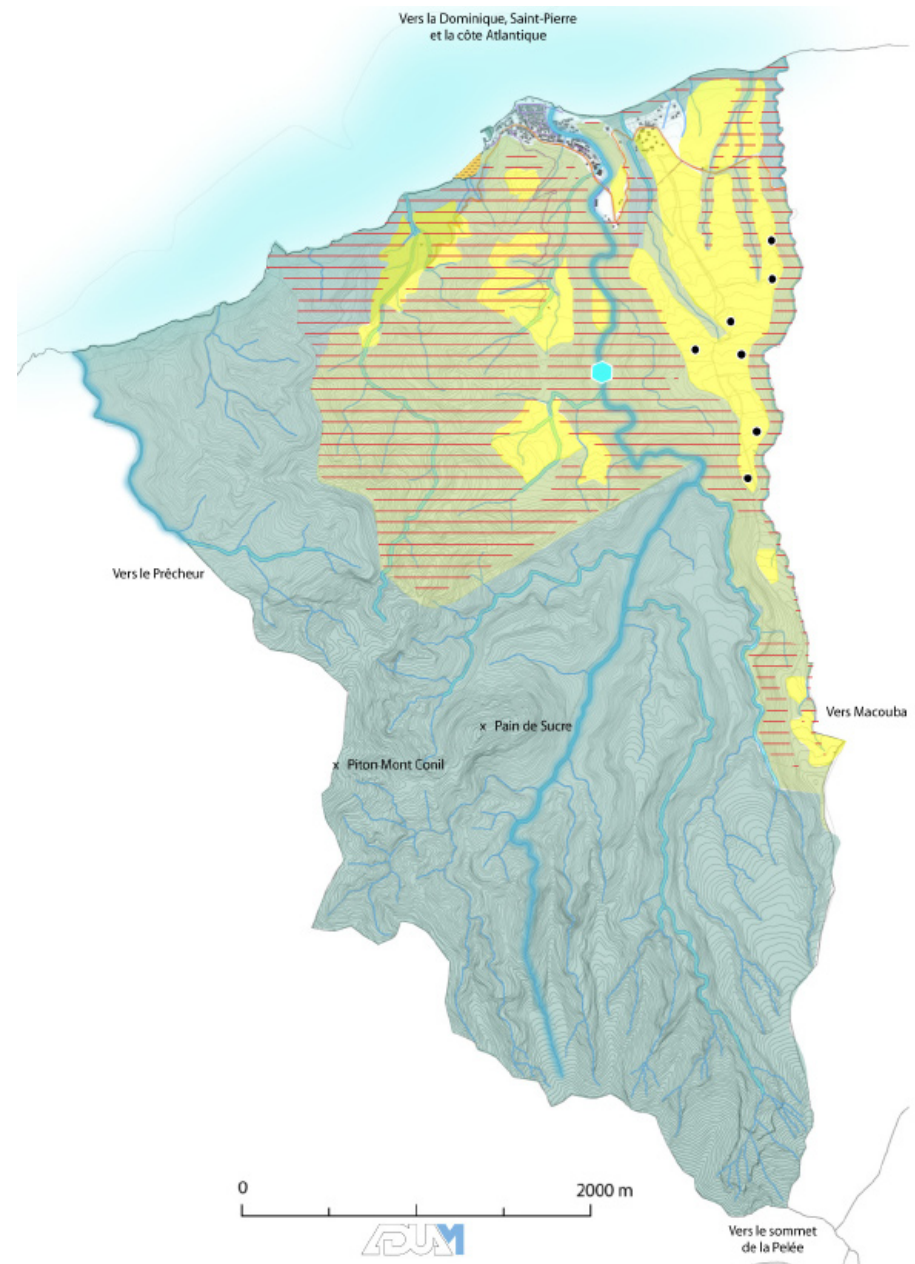 Vers la Dominique, Saint-Pierre
et la côte Atlantique
Vers le Prêcheur
x Pain de Sucre
Vers Macouba
x Piton Mont Conil
0
2000 m
ADUAM
Vers le sommet
de la Pelée